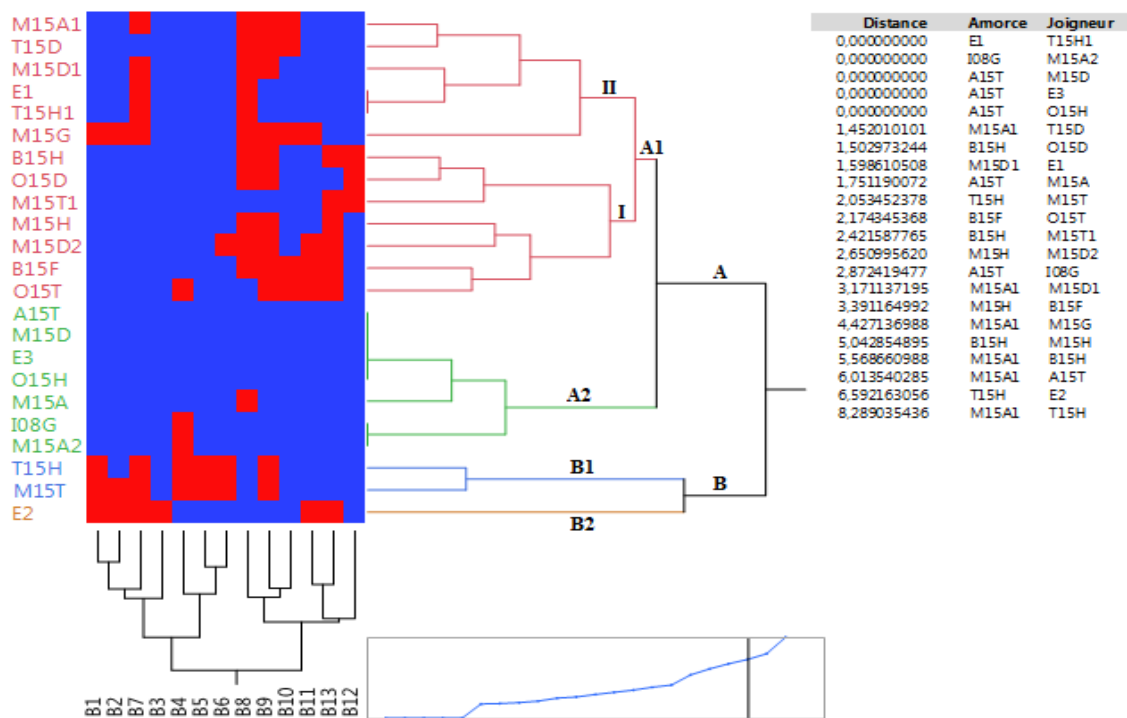 M15A1
T15D
M15D1
E1
T15H1
M15G
B15H
O15D
M15T1
M15H
M15D2
B15F
O15T
A15T
M15D
E3
O15H
M15A
I08G
M15A2
T15H
M15T
E2
II
A1
I
A
A2
B1
B
B2
Distance Amorce Joigneur
0,000000000 E1 T15H1
0,000000000 I08G M15A2
0,000000000 A15T M15D
0,000000000 A15T E3
0,000000000 A15T O15H
1,452010101 M15A1 T15D
1,502973244 B15H O15D
1,598610508 M15D1 E1
1,751190072 A15T M15A
2,053452378 T15H M15T
2,174345368 B15F O15T
2,421587765 B15H M15T1
2,650995620 M15H M15D2
2,872419477 A15T I08G
3,171137195 M15A1 M15D1
3,391164992 M15H B15F
4,427136988 M15A1 M15G
5,042854895 B15H M15H
5,568660988 M15A1 B15H
6,013540285 M15A1 A15T
6,592163056 T15H E2
8,289035436 M15A1 T15H
B1 B2 B7 B3 B4 B5 B6 B8 B9 B10 B11 B13 B12